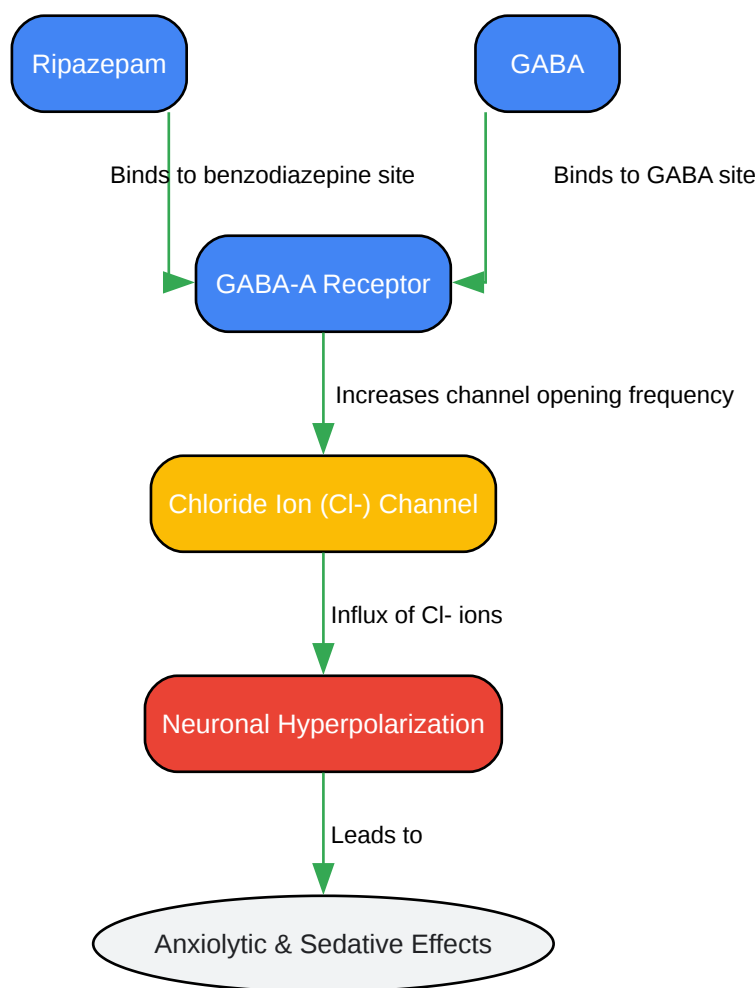 Ripazepam
GABA
Binds to benzodiazepine site
Binds to GABA site
GABA-A Receptor
Increases channel opening frequency
Chloride Ion (Cl-) Channel
Influx of Cl- ions
Neuronal Hyperpolarization
Leads to
Anxiolytic & Sedative Effects